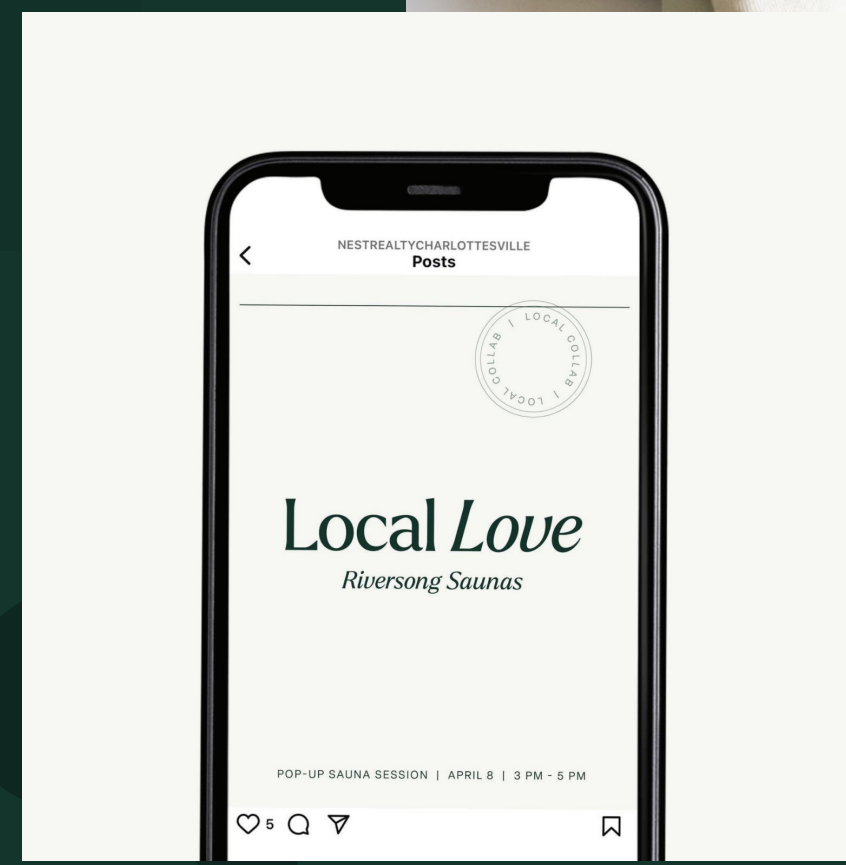 NESTREALTYCHARLOTTESVILLE
Posts
LOCAL COLLAB | LOCAL COLLAB |
Local Love
Riversong Saunas
POP-UP SAUNA SESSION | APRIL 8 | 3 PM - 5 PM
5